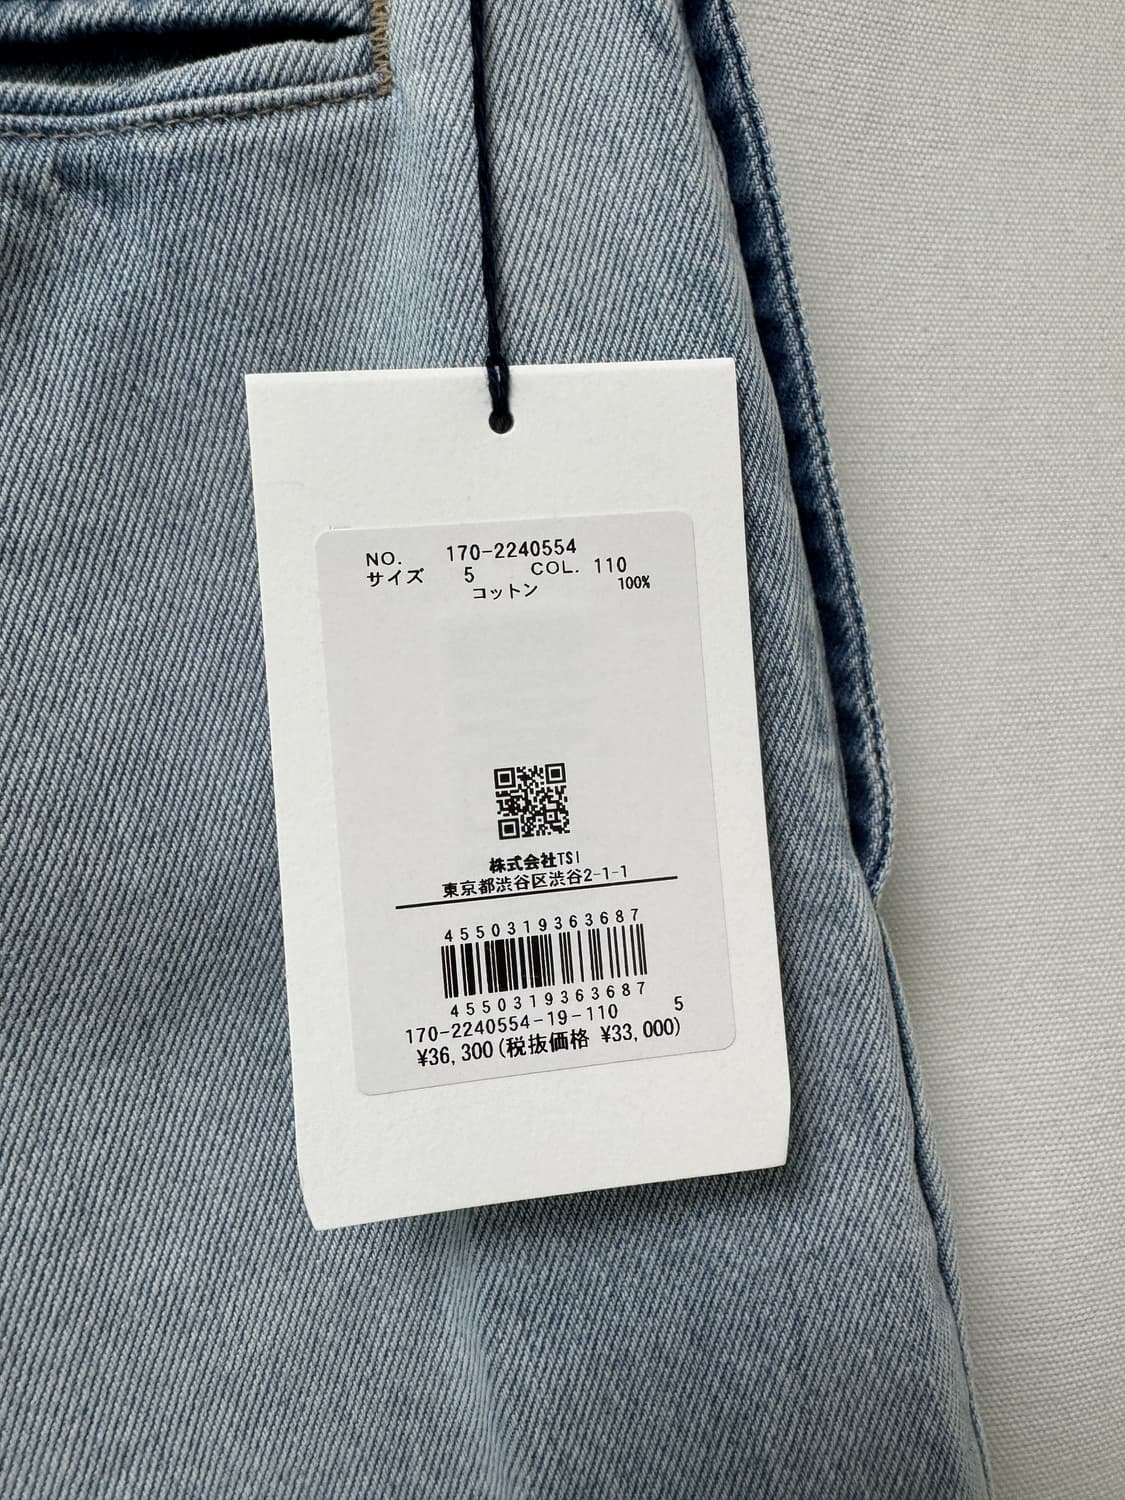 NO. 170-2240554
サイズ 5 COL. 110
コットン 100%
株式会社TSI
東京都渋谷区渋谷2-1-1
4550319363687
4550319363687
170-2240554-19-110 5
¥36,300(税抜価格 ¥33,000)